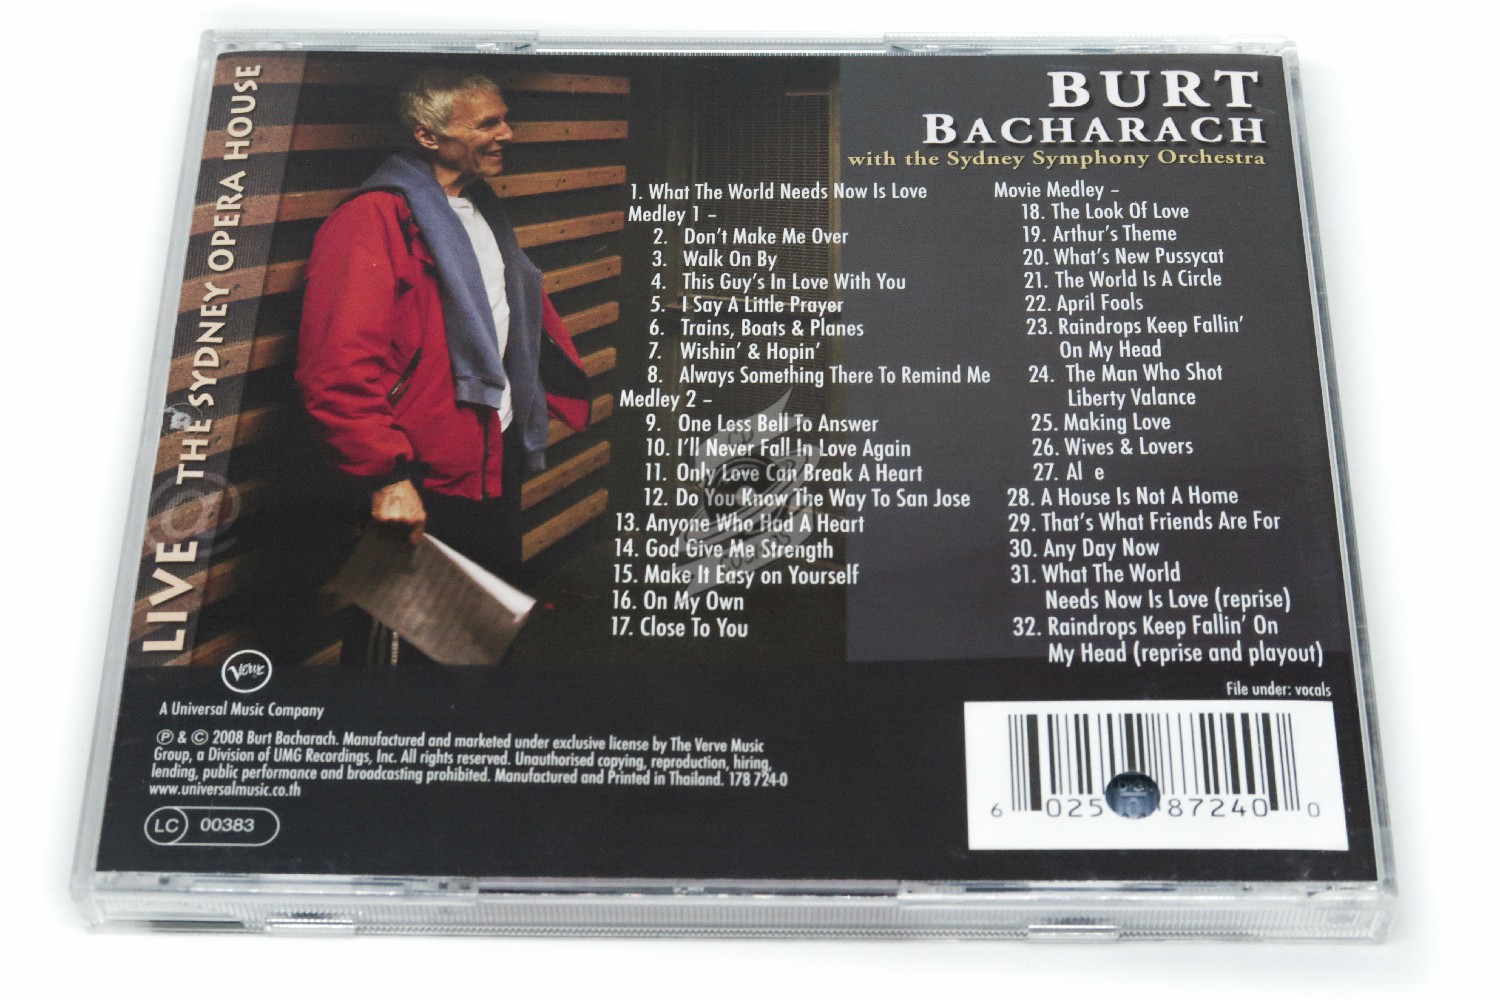 LIVE THE SYDNEY OPERA HOUSE
BURT
BACHARACH
with the Sydney Symphony Orchestra
1. What The World Needs Now Is Love
Medley 1 –
2. Don't Make Me Over
3. Walk On By
4. This Guy's In Love With You
5. I Say A Little Prayer
6. Trains, Boats & Planes
7. Wishin' & Hopin'
8. Always Something There To Remind Me
Medley 2 –
9. One Less Bell To Answer
10. I'll Never Fall In Love Again
11. Only Love Can Break A Heart
12. Do You Know The Way To San Jose
13. Anyone Who Had A Heart
14. God Give Me Strength
15. Make It Easy on Yourself
16. On My Own
17. Close To You
Movie Medley –
18. The Look Of Love
19. Arthur's Theme
20. What's New Pussycat
21. The World Is A Circle
22. April Fools
23. Raindrops Keep Fallin'
On My Head
24. The Man Who Shot
Liberty Valance
25. Making Love
26. Wives & Lovers
27. Al e
28. A House Is Not A Home
29. That's What Friends Are For
30. Any Day Now
31. What The World
Needs Now Is Love (reprise)
32. Raindrops Keep Fallin' On
My Head (reprise and playout)
File under: vocals
Verve
A Universal Music Company
℗ & © 2008 Burt Bacharach. Manufactured and marketed under exclusive license by The Verve Music
Group, a Division of UMG Recordings, Inc. All rights reserved. Unauthorised copying, reproduction, hiring,
lending, public performance and broadcasting prohibited. Manufactured and Printed in Thailand. 178 724-0
www.universalmusic.co.th
LC 00383
6 025 87240 0